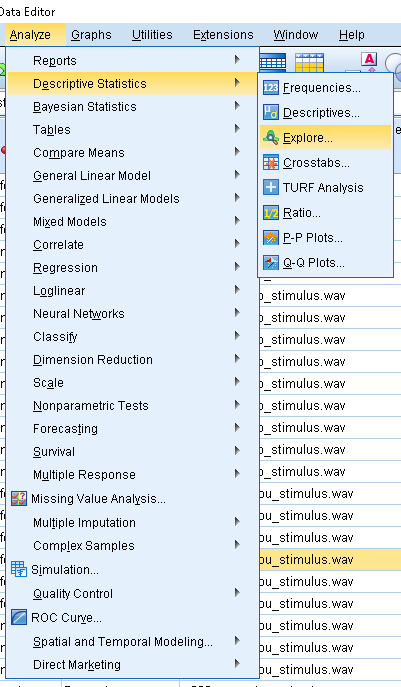 Data Editor
Analyze Graphs Utilities Extensions Window Help
Reports
Descriptive Statistics
Bayesian Statistics
Tables
Compare Means
General Linear Model
Generalized Linear Models
Mixed Models
Correlate
Regression
Loglinear
Neural Networks
Classify
Dimension Reduction
Scale
Nonparametric Tests
Forecasting
Survival
Multiple Response
Missing Value Analysis...
Multiple Imputation
Complex Samples
Simulation...
Quality Control
ROC Curve...
Spatial and Temporal Modeling...
Direct Marketing
123 Frequencies...
Descriptives...
Explore...
Crosstabs...
TURF Analysis
1/2 Ratio...
P-P Plots...
Q-Q Plots...
o_stimulus.wav
o_stimulus.wav
o_stimulus.wav
o_stimulus.wav
o_stimulus.wav
o_stimulus.wav
o_stimulus.wav
o_stimulus.wav
o_stimulus.wav
ou_stimulus.wav
ou_stimulus.wav
ou_stimulus.wav
ou_stimulus.wav
ou_stimulus.wav
ou_stimulus.wav
ou_stimulus.wav
ou_stimulus.wav
ou_stimulus.wav